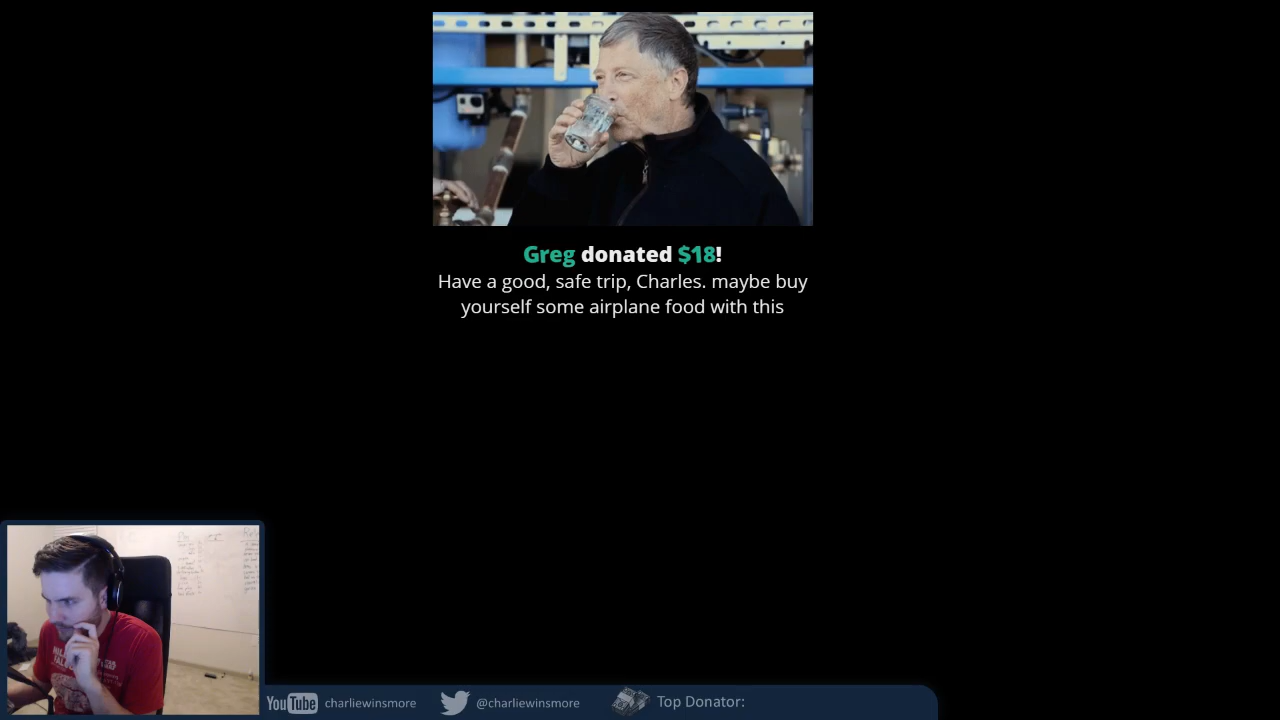 Greg donated $18!
Have a good, safe trip, Charles. maybe buy
yourself some airplane food with this
YouTube charliewinsmore
@charliewinsmore
Top Donator: